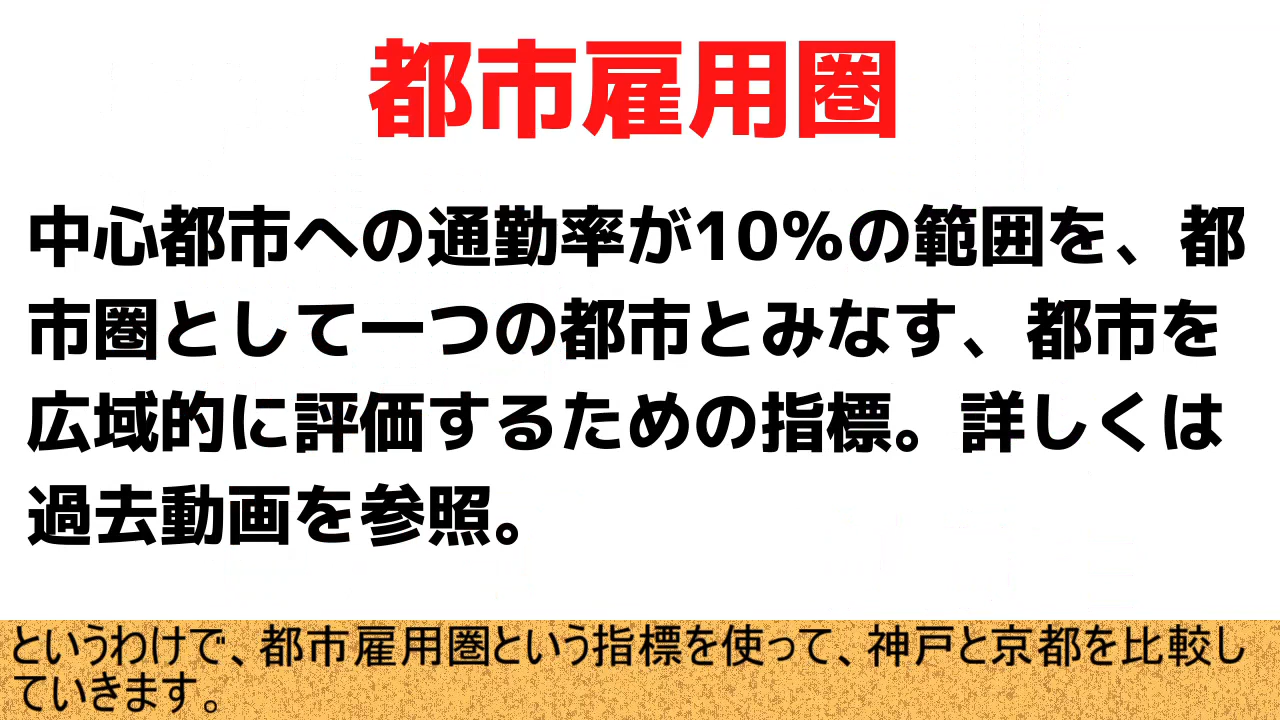 都市雇用圏
中心都市への通勤率が10%の範囲を、都
市圏として一つの都市とみなす、都市を
広域的に評価するための指標。詳しくは
過去動画を参照。
というわけで、都市雇用圏という指標を使って、神戸と京都を比較し
ていきます。